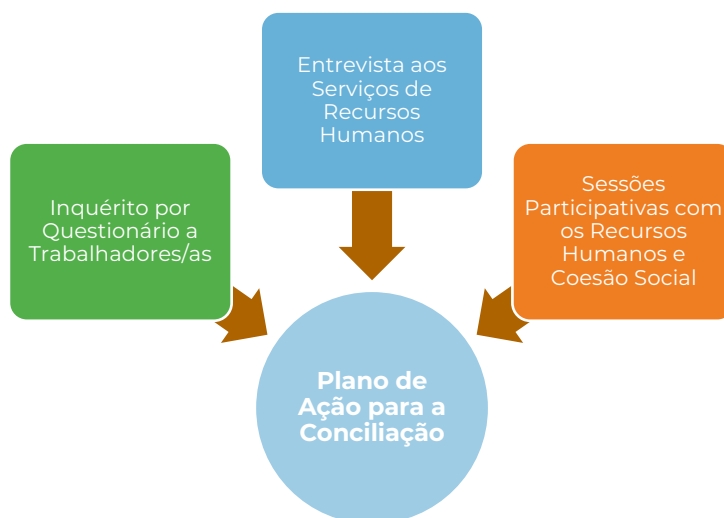 Entrevista aos
Serviços de
Recursos
Humanos
Inquérito por
Questionário a
Trabalhadores/as
Sessões
Participativas com
os Recursos
Humanos e
Coesão Social
Plano de
Ação para a
Conciliação